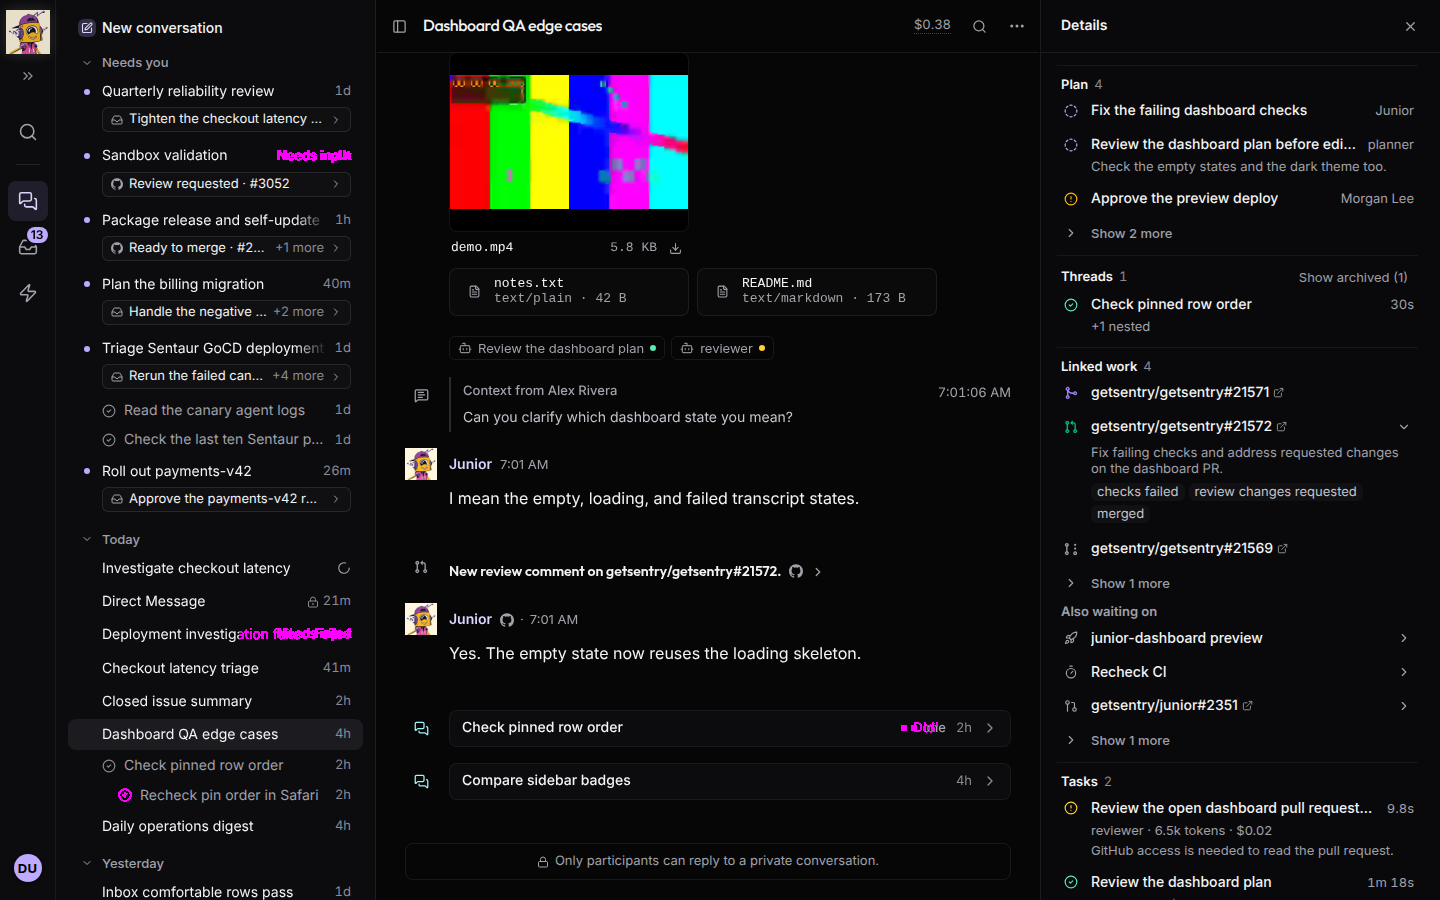 New conversation
Needs you
Quarterly reliability review 1d
Tighten the checkout latency ...
Sandbox validation
Review requested · #3052
Package release and self-update 1h
Ready to merge · #2... +1 more
Plan the billing migration 40m
Handle the negative ... +2 more
Triage Sentaur GoCD deployment 1d
Rerun the failed can... +4 more
Read the canary agent logs 1d
Check the last ten Sentaur p... 1d
Roll out payments-v42 26m
Approve the payments-v42 r...
Today
Investigate checkout latency
Direct Message 21m
Deployment investigation
Checkout latency triage 41m
Closed issue summary 2h
Dashboard QA edge cases 4h
Check pinned row order 2h
Recheck pin order in Safari 2h
Daily operations digest 4h
Yesterday
Inbox comfortable rows pass 1d
13
DU
Dashboard QA edge cases $0.38
demo.mp4 5.8 KB
notes.txt
text/plain · 42 B
README.md
text/markdown · 173 B
Review the dashboard plan
reviewer
Context from Alex Rivera 7:01:06 AM
Can you clarify which dashboard state you mean?
Junior 7:01 AM
I mean the empty, loading, and failed transcript states.
New review comment on getsentry/getsentry#21572.
Junior · 7:01 AM
Yes. The empty state now reuses the loading skeleton.
Check pinned row order 2h
Compare sidebar badges 4h
Only participants can reply to a private conversation.
Details
Plan 4
Fix the failing dashboard checks Junior
Review the dashboard plan before edi... planner
Check the empty states and the dark theme too.
Approve the preview deploy Morgan Lee
Show 2 more
Threads 1 Show archived (1)
Check pinned row order 30s
+1 nested
Linked work 4
getsentry/getsentry#21571
getsentry/getsentry#21572
Fix failing checks and address requested changes
on the dashboard PR.
checks failed review changes requested
merged
getsentry/getsentry#21569
Show 1 more
Also waiting on
junior-dashboard preview
Recheck CI
getsentry/junior#2351
Show 1 more
Tasks 2
Review the open dashboard pull request... 9.8s
reviewer · 6.5k tokens · $0.02
GitHub access is needed to read the pull request.
Review the dashboard plan 1m 18s